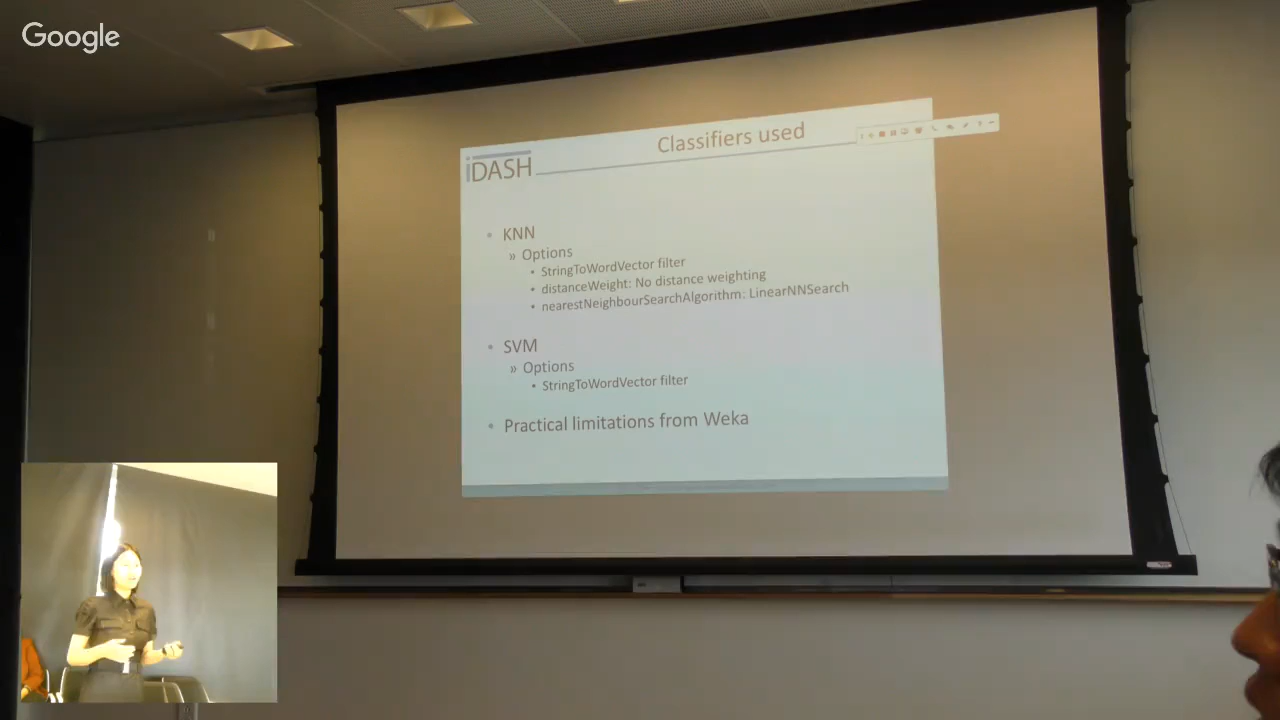 Google
Classifiers used
iDASH
• KNN
» Options
• StringToWordVector filter
• distanceWeight: No distance weighting
• nearestNeighbourSearchAlgorithm: LinearNNSearch
• SVM
» Options
• StringToWordVector filter
• Practical limitations from Weka